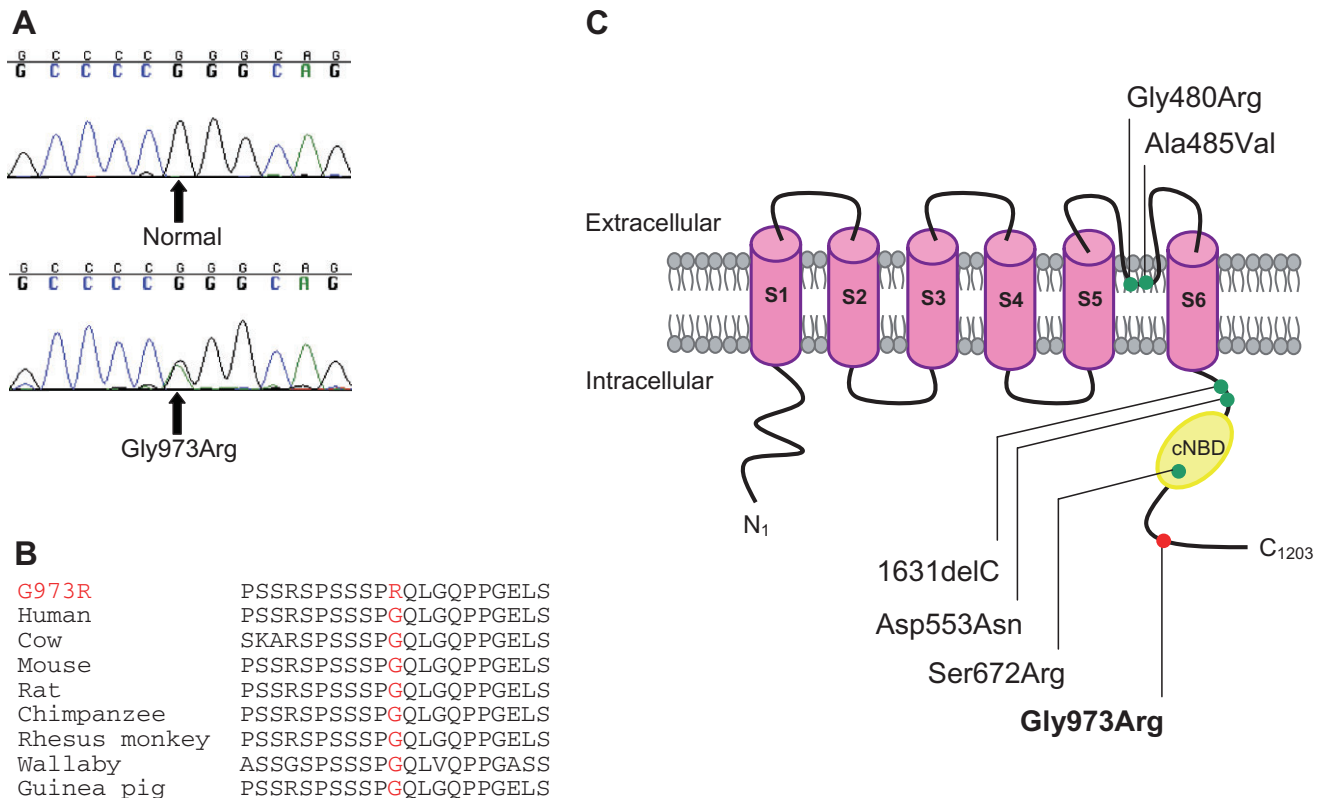 A
G C C C C G G G C A G
G C C C C G G G C A G
Normal
G C C C C G G G C A G
G C C C C G G G C A G
Gly973Arg
B
G973R PSSRSPSSSPRQLGQPPGELS
Human PSSRSPSSSPGQLGQPPGELS
Cow SKARSPSSSPGQLGQPPGELS
Mouse PSSRSPSSSPGQLGQPPGELS
Rat PSSRSPSSSPGQLGQPPGELS
Chimpanzee PSSRSPSSSPGQLGQPPGELS
Rhesus monkey PSSRSPSSSPGQLGQPPGELS
Wallaby ASSGSPSSSPGQLVQPPGASS
Guinea pig PSSRSPSSSPGQLGQPPGELS
C
Gly480Arg
Ala485Val
Extracellular
S1 S2 S3 S4 S5 S6
Intracellular
cNBD
N1
C1203
1631delC
Asp553Asn
Ser672Arg
Gly973Arg